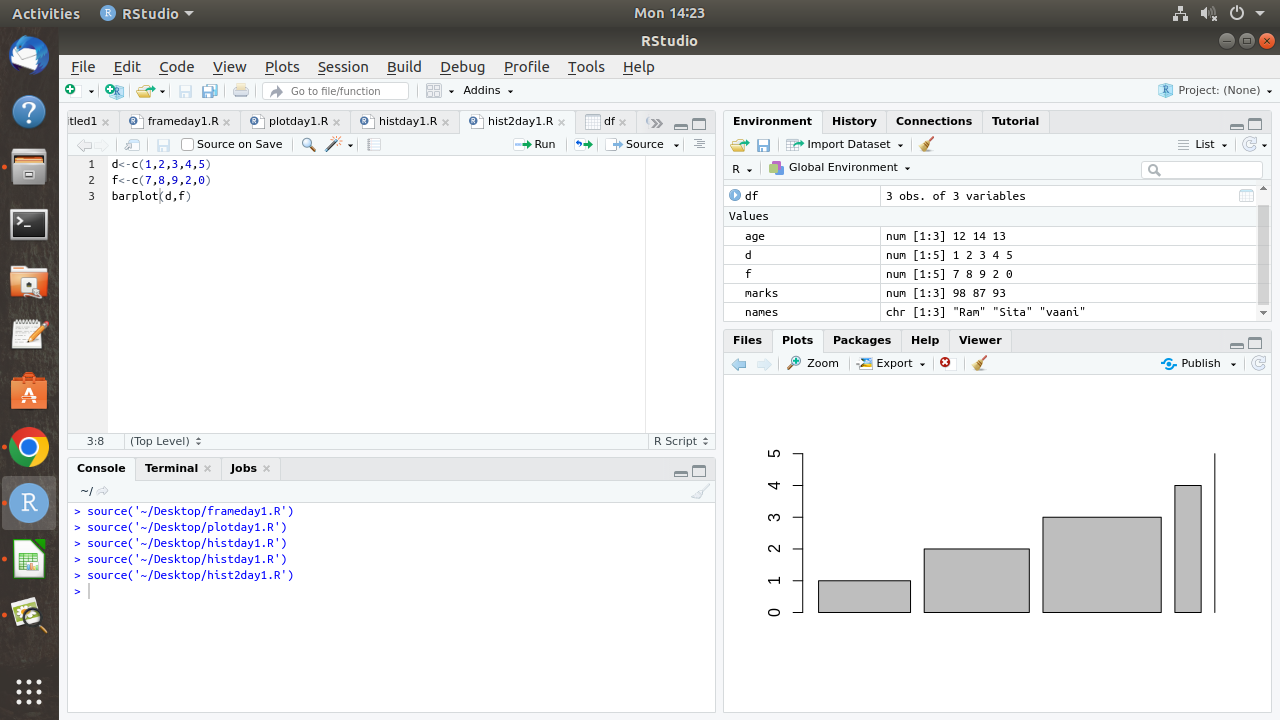 Activities RStudio Mon 14:23
RStudio
File Edit Code View Plots Session Build Debug Profile Tools Help
Go to file/function Addins Project: (None)
itled1 frameday1.R plotday1.R histday1.R hist2day1.R df
Source on Save Run Source
1 d<-c(1,2,3,4,5)
2 f<-c(7,8,9,2,0)
3 barplot(d,f)
3:8 (Top Level) R Script
Console Terminal Jobs
~/
> source('~/Desktop/frameday1.R')
> source('~/Desktop/plotday1.R')
> source('~/Desktop/histday1.R')
> source('~/Desktop/histday1.R')
> source('~/Desktop/hist2day1.R')
>
Environment History Connections Tutorial
Import Dataset List
R Global Environment
df 3 obs. of 3 variables
Values
age num [1:3] 12 14 13
d num [1:5] 1 2 3 4 5
f num [1:5] 7 8 9 2 0
marks num [1:3] 98 87 93
names chr [1:3] "Ram" "Sita" "vaani"
Files Plots Packages Help Viewer
Zoom Export Publish
5
4
3
2
1
0